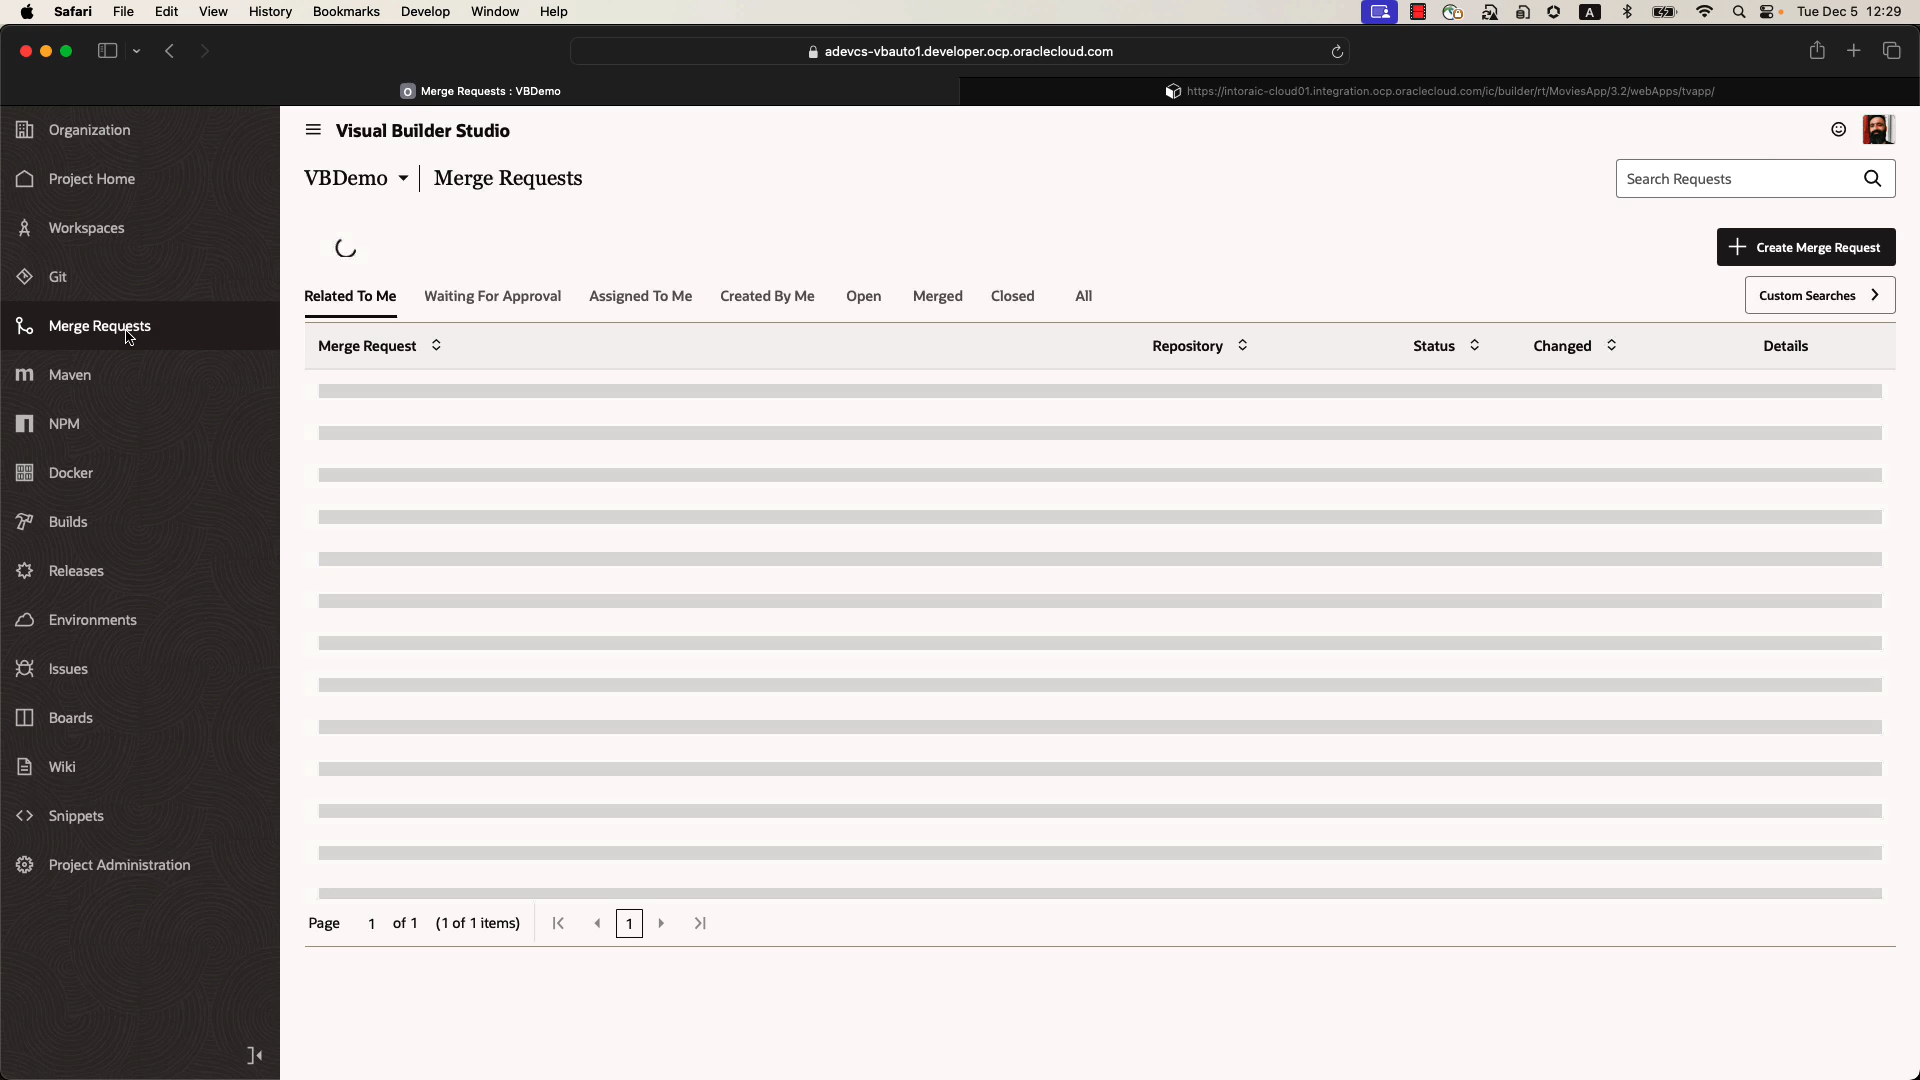 Safari File Edit View History Bookmarks Develop Window Help
A
Tue Dec 5 12:29
adevcs-vbauto1.developer.ocp.oraclecloud.com
O Merge Requests : VBDemo
https://intoraic-cloud01.integration.ocp.oraclecloud.com/ic/builder/rt/MoviesApp/3.2/webApps/tvapp/
Organization
Project Home
Workspaces
Git
Merge Requests
Maven
NPM
Docker
Builds
Releases
Environments
Issues
Boards
Wiki
Snippets
Project Administration
Visual Builder Studio
VBDemo
Merge Requests
Search Requests
Create Merge Request
Related To Me Waiting For Approval Assigned To Me Created By Me Open Merged Closed All
Custom Searches
Merge Request Repository Status Changed Details
Page 1 of 1 (1 of 1 items) 1